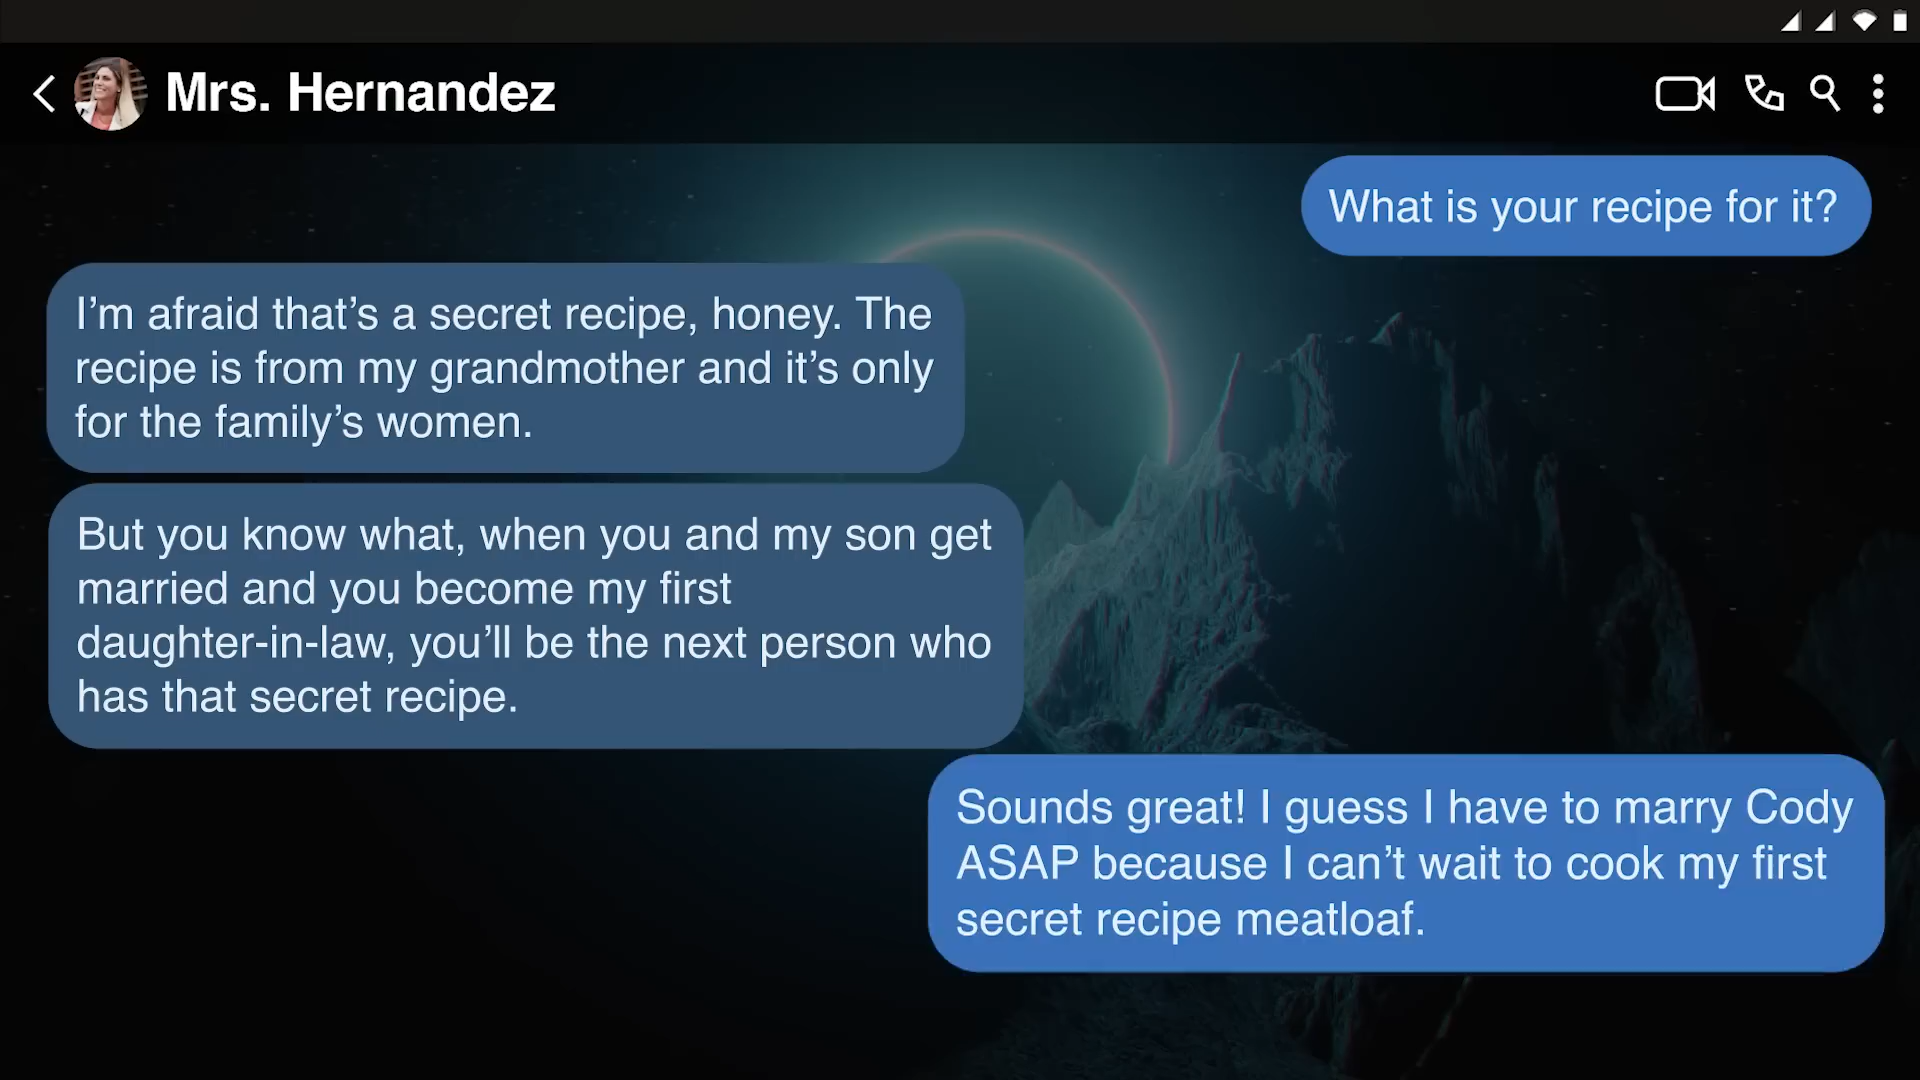 Mrs. Hernandez
What is your recipe for it?
I’m afraid that’s a secret recipe, honey. The
recipe is from my grandmother and it’s only
for the family’s women.
But you know what, when you and my son get
married and you become my first
daughter-in-law, you’ll be the next person who
has that secret recipe.
Sounds great! I guess I have to marry Cody
ASAP because I can’t wait to cook my first
secret recipe meatloaf.